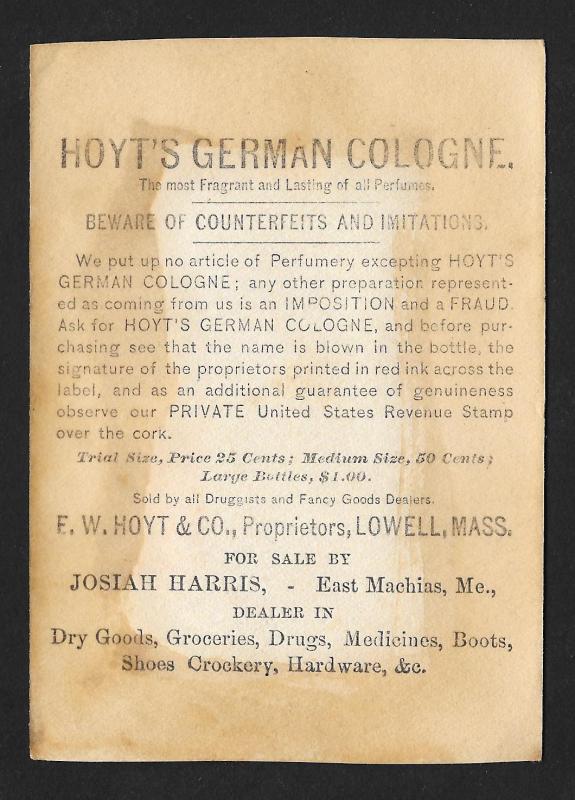 HOYT'S GERMAN COLOGNE.
The most Fragrant and Lasting of all Perfumes.
BEWARE OF COUNTERFEITS AND IMITATIONS.
We put up no article of Perfumery excepting HOYT'S
GERMAN COLOGNE; any other preparation represent-
ed as coming from us is an IMPOSITION and a FRAUD.
Ask for HOYT'S GERMAN COLOGNE, and before pur-
chasing see that the name is blown in the bottle, the
signature of the proprietors printed in red ink across the
label, and as an additional guarantee of genuineness
observe our PRIVATE United States Revenue Stamp
over the cork.
Trial Size, Price 25 Cents; Medium Size, 50 Cents;
Large Bottles, $1.00.
Sold by all Druggists and Fancy Goods Dealers.
E. W. HOYT & CO., Proprietors, LOWELL, MASS.
FOR SALE BY
JOSIAH HARRIS, - East Machias, Me.,
DEALER IN
Dry Goods, Groceries, Drugs, Medicines, Boots,
Shoes Crockery, Hardware, &c.